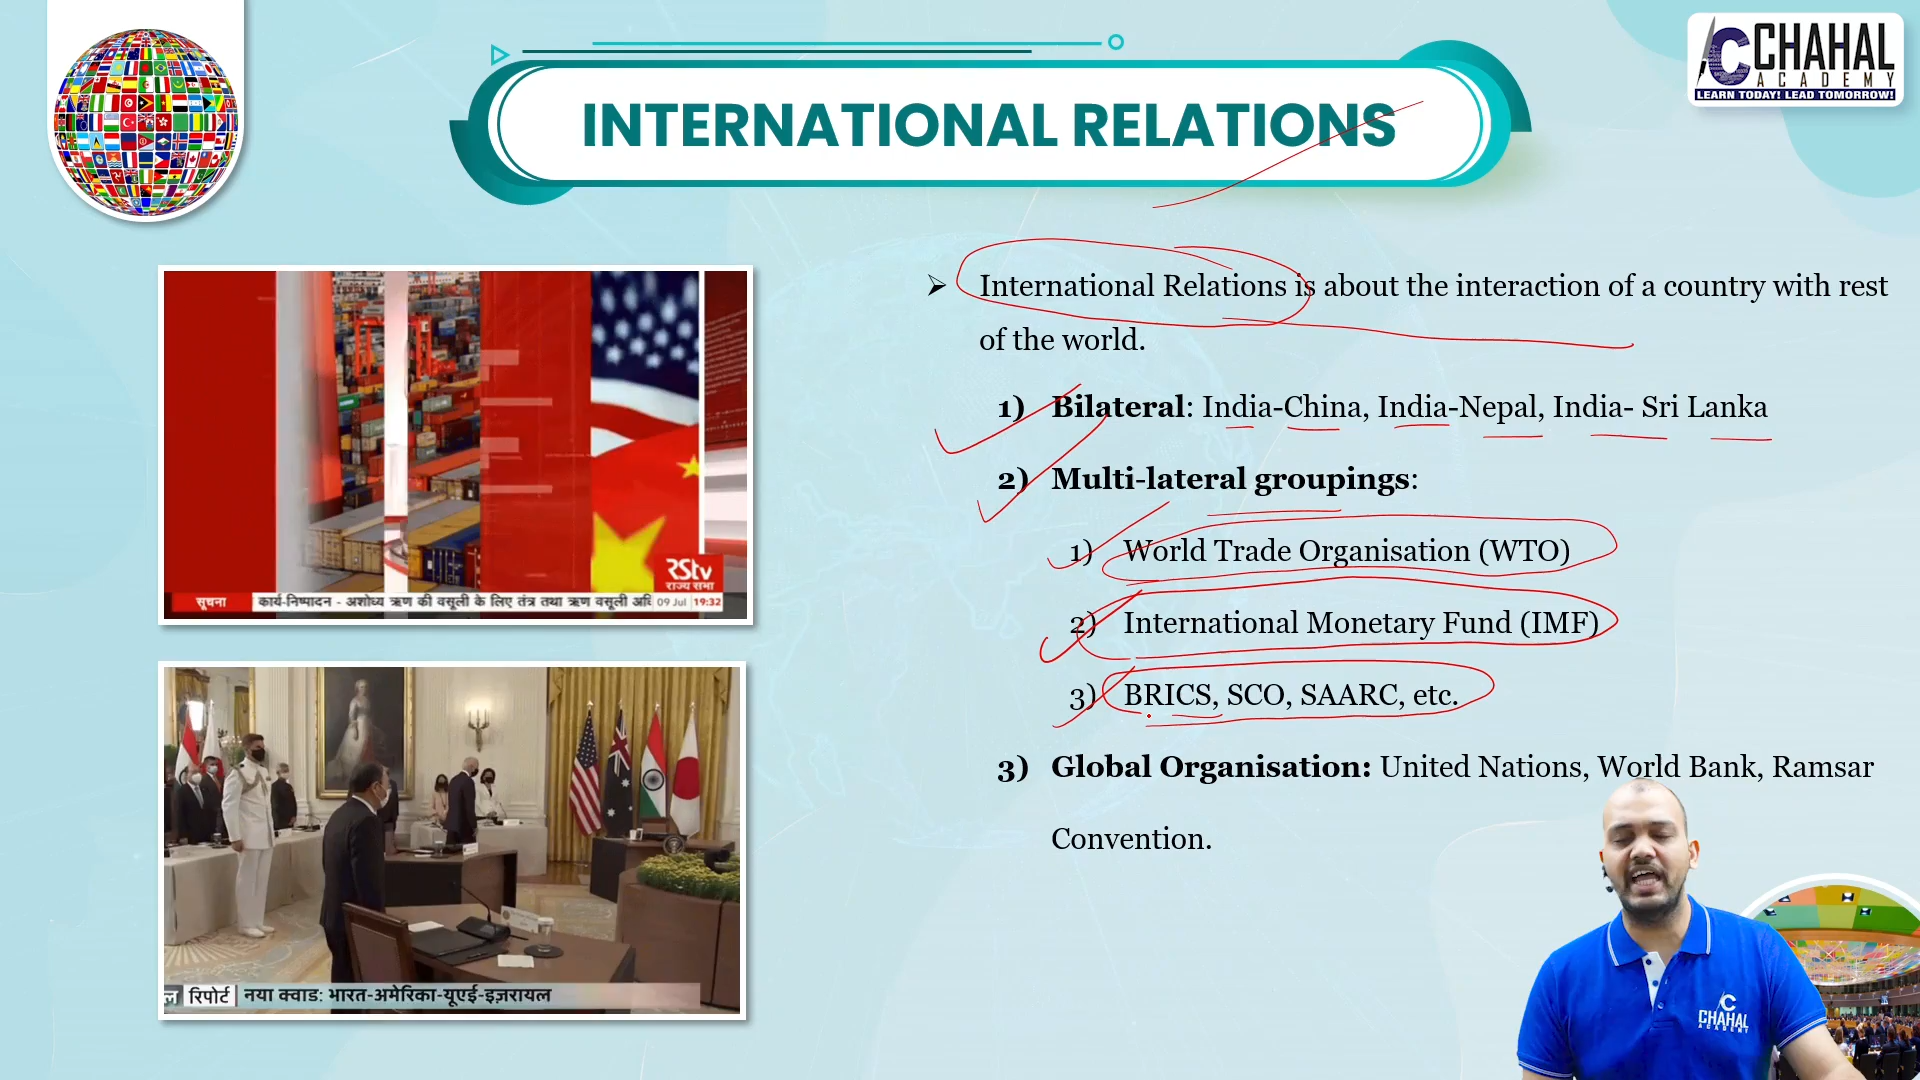 CHAHAL
ACADEMY
LEARN TODAY! LEAD TOMORROW!
INTERNATIONAL RELATIONS
➢ International Relations is about the interaction of a country with rest
of the world.
1) Bilateral: India-China, India-Nepal, India- Sri Lanka
2) Multi-lateral groupings:
1) World Trade Organisation (WTO)
2) International Monetary Fund (IMF)
3) BRICS, SCO, SAARC, etc.
3) Global Organisation: United Nations, World Bank, Ramsar
Convention.
RStv
राज्य सभा
सूचना कार्य-निष्पादन - अशोध्य ऋण की वसूली के लिए तंत्र तथा ऋण वसूली अधि 09 Jul 19:32
ल रिपोर्ट नया क्वाड: भारत-अमेरिका-यूएई-इज़रायल
CHAHAL
ACADEMY